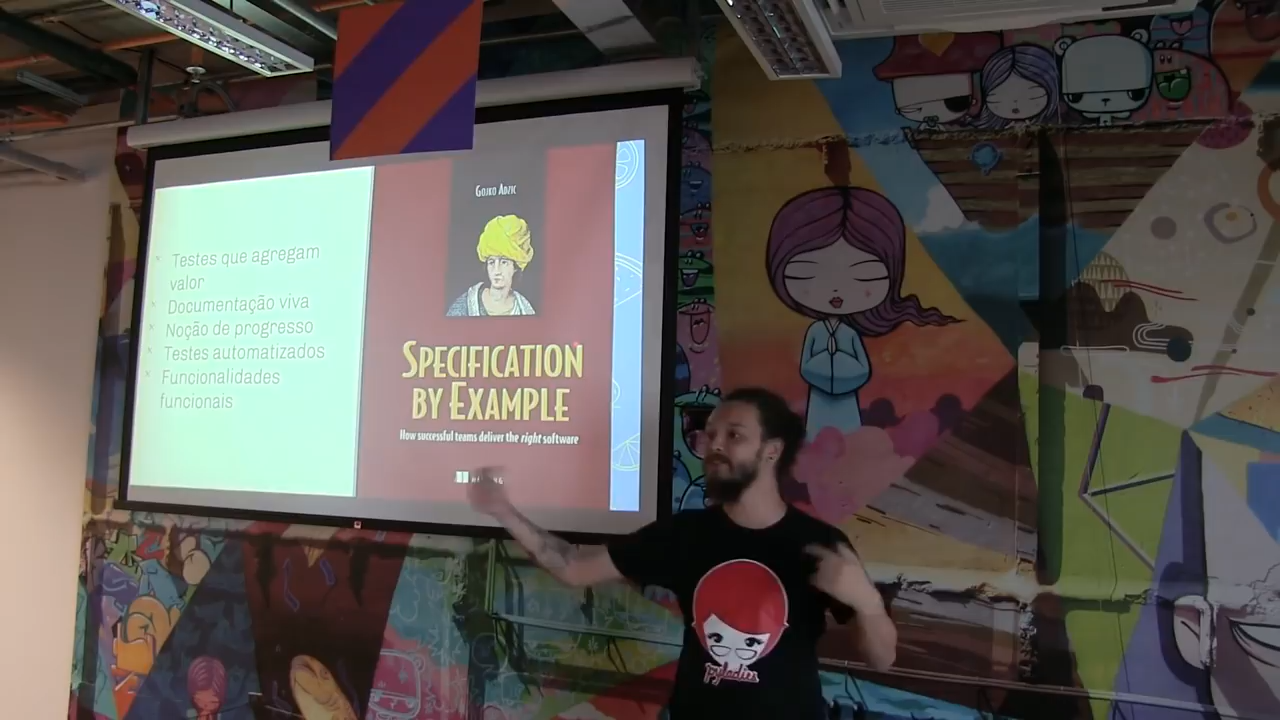 Testes que agregam
valor
Documentação viva
Noção de progresso
Testes automatizados
Funcionalidades
funcionais
Gojko Adzic
SPECIFICATION
BY EXAMPLE
How successful teams deliver the right software
Pyladies